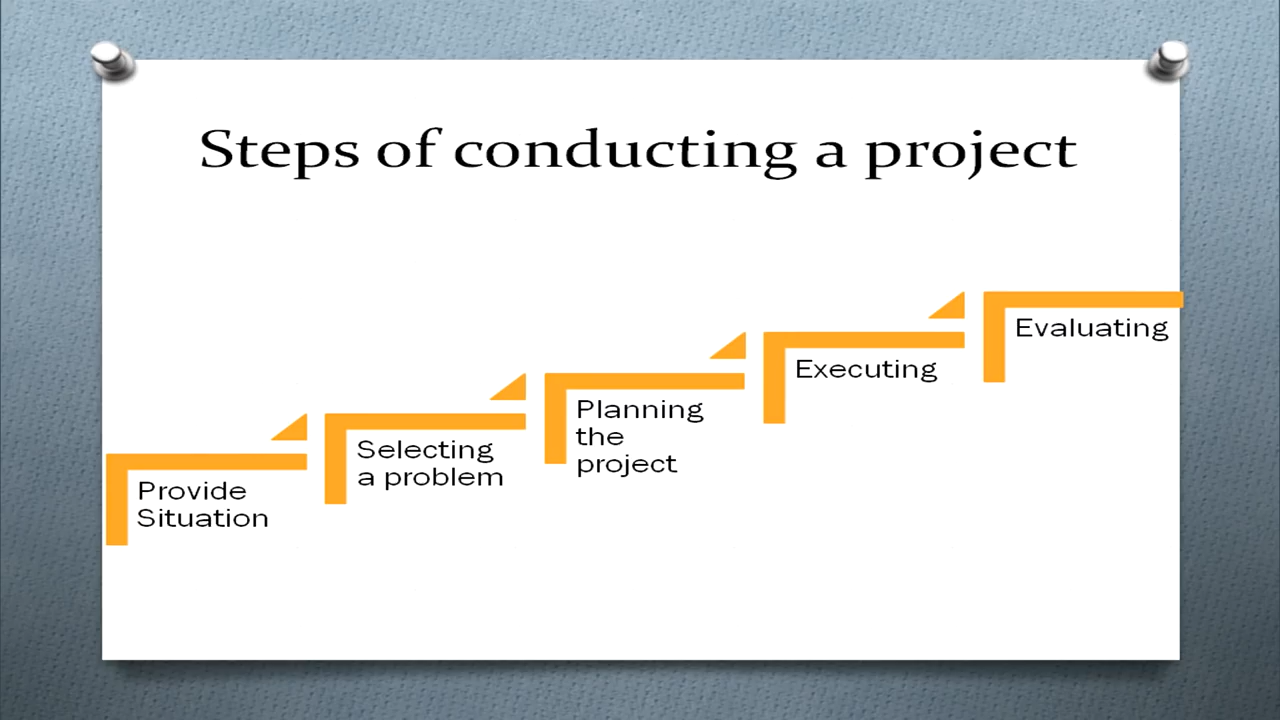 Steps of conducting a project
Provide
Situation
Selecting
a problem
Planning
the
project
Executing
Evaluating